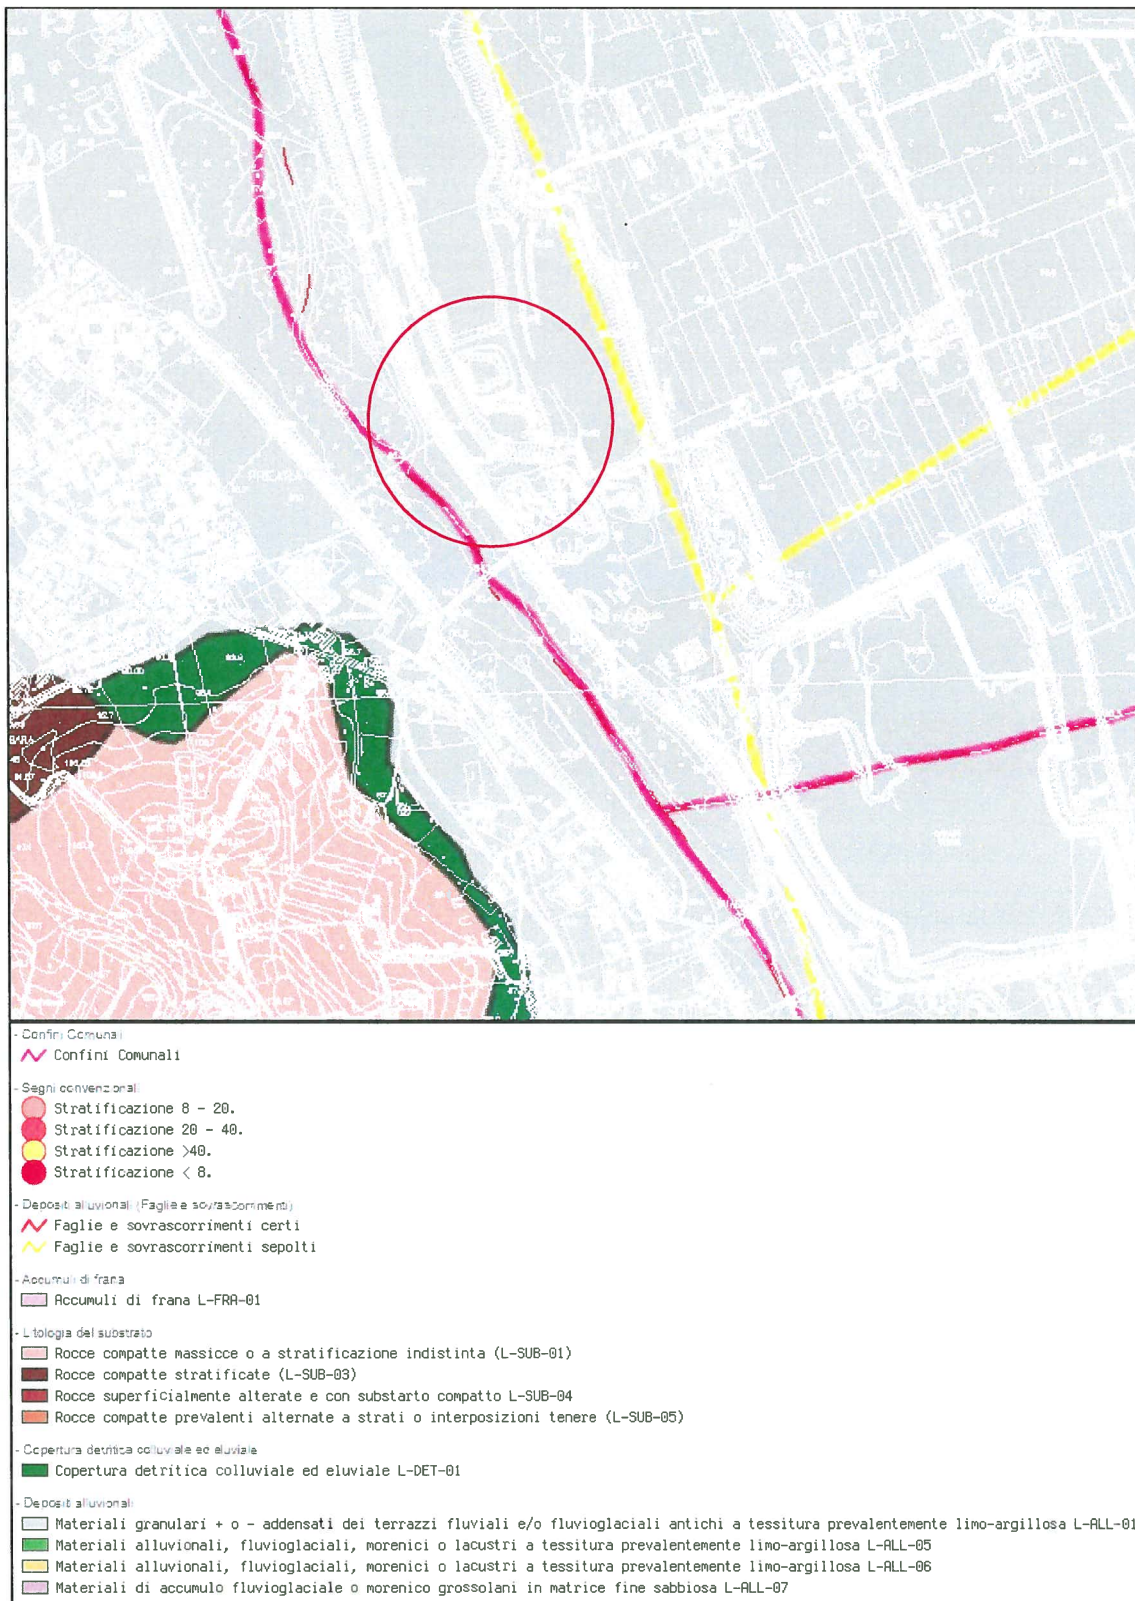 - Confini Comunali
Confini Comunali
- Segni convenzionali
Stratificazione 8 - 20.
Stratificazione 20 - 40.
Stratificazione >40.
Stratificazione < 8.
- Depositi alluvionali (Faglie e sovrascorrimenti)
Faglie e sovrascorrimenti certi
Faglie e sovrascorrimenti sepolti
- Accumuli di frana
Accumuli di frana L-FRA-01
- Litologia del substrato
Rocce compatte massicce o a stratificazione indistinta (L-SUB-01)
Rocce compatte stratificate (L-SUB-03)
Rocce superficialmente alterate e con substarto compatto L-SUB-04
Rocce compatte prevalenti alternate a strati o interposizioni tenere (L-SUB-05)
- Copertura detritica colluviale ed eluviale
Copertura detritica colluviale ed eluviale L-DET-01
- Depositi alluvionali
Materiali granulari + o - addensati dei terrazzi fluviali e/o fluvioglaciali antichi a tessitura prevalentemente limo-argillosa L-ALL-01
Materiali alluvionali, fluvioglaciali, morenici o lacustri a tessitura prevalentemente limo-argillosa L-ALL-05
Materiali alluvionali, fluvioglaciali, morenici o lacustri a tessitura prevalentemente limo-argillosa L-ALL-06
Materiali di accumulo fluvioglaciale o morenico grossolani in matrice fine sabbiosa L-ALL-07